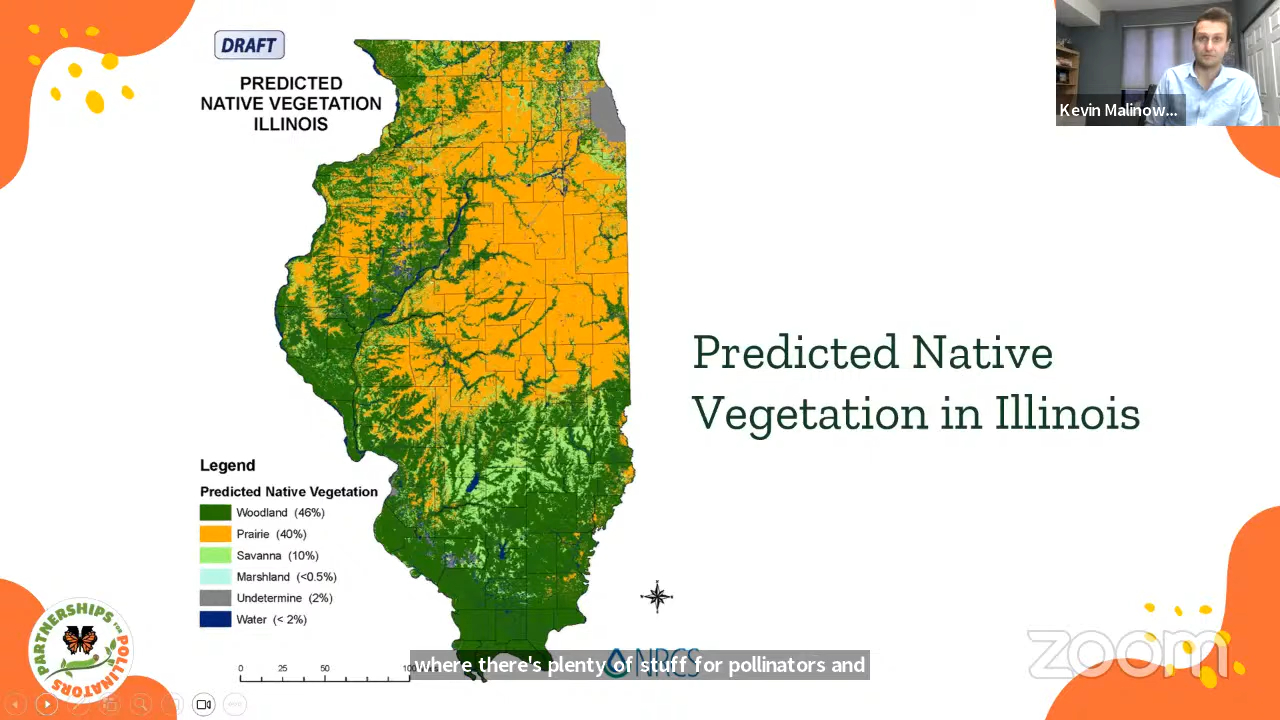 DRAFT
PREDICTED
NATIVE VEGETATION
ILLINOIS
Kevin Malinow...
Predicted Native
Vegetation in Illinois
Legend
Predicted Native Vegetation
Woodland (46%)
Prairie (40%)
Savanna (10%)
Marshland (<0.5%)
Undetermine (2%)
Water (< 2%)
0 25 50 100
NRCS
where there's plenty of stuff for pollinators and
PARTNERSHIPS FOR POLLINATORS
zoom